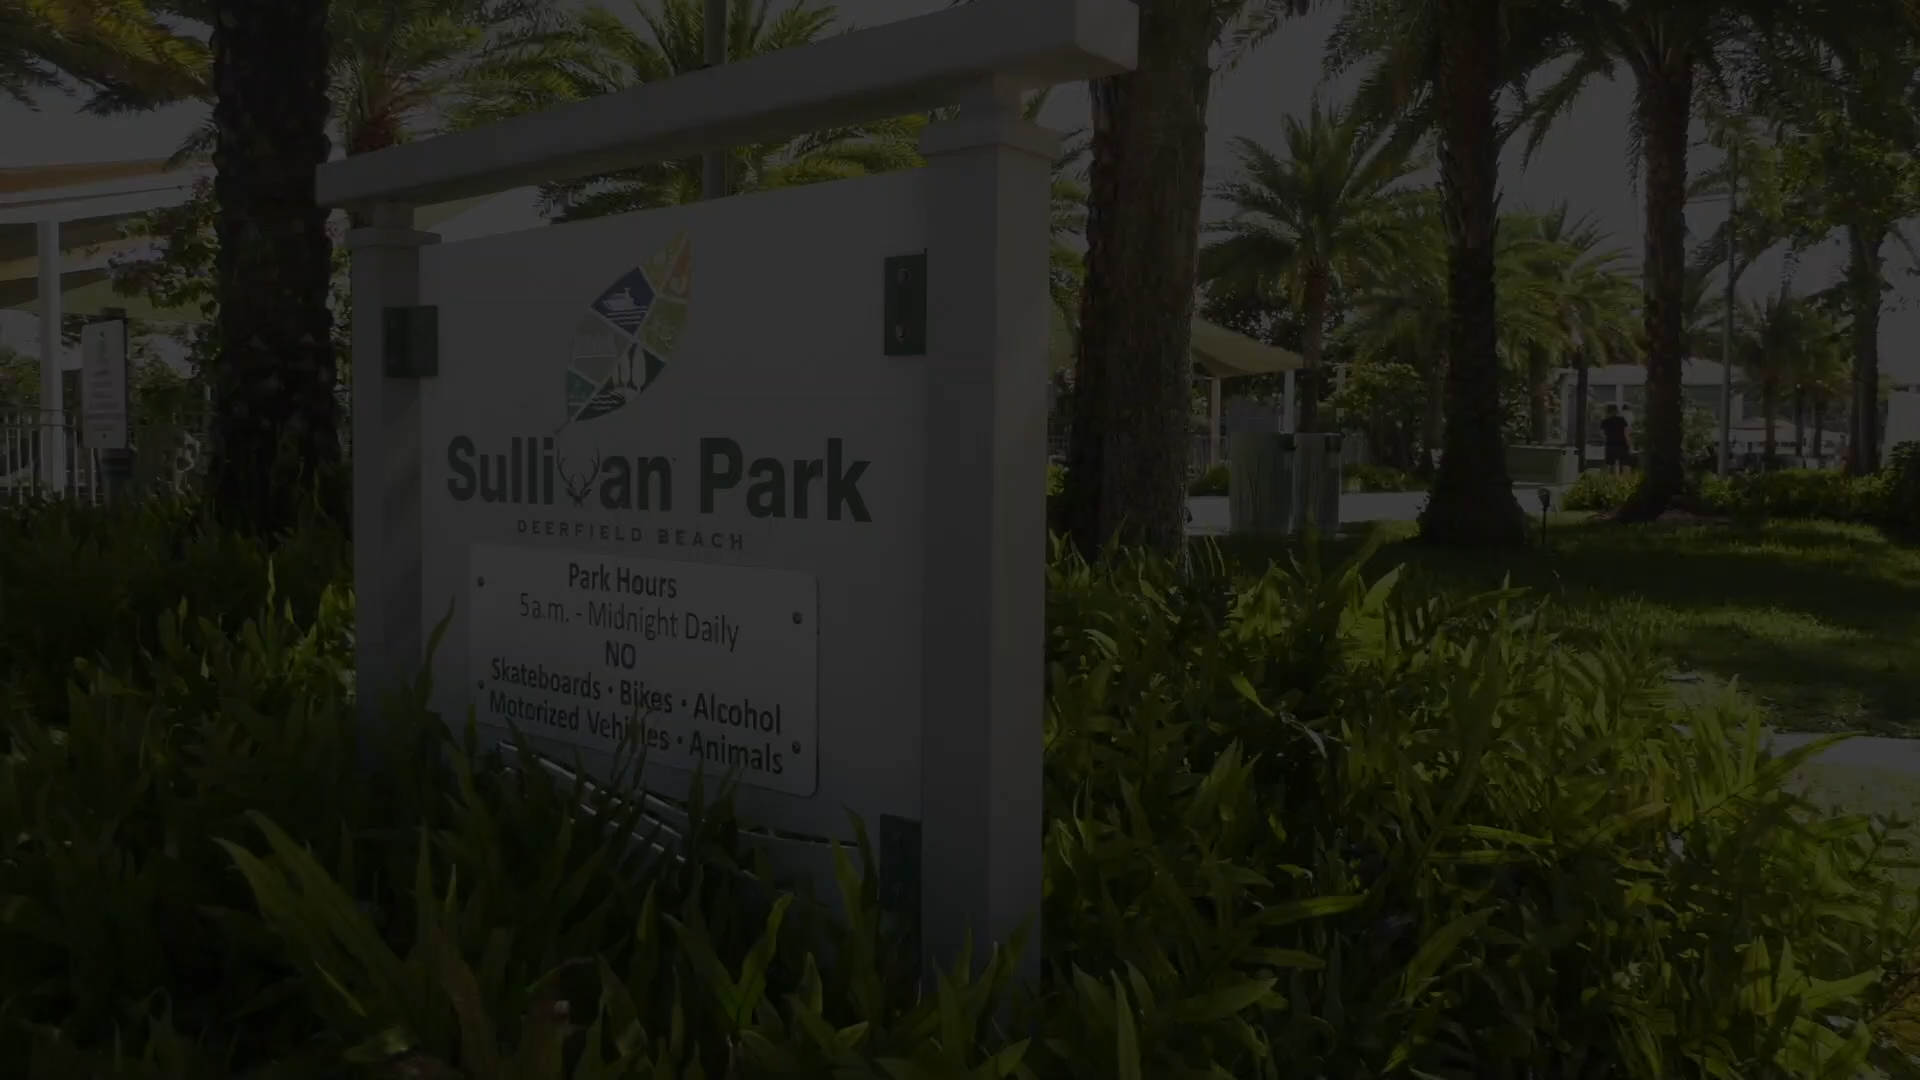 Sullivan Park
DEERFIELD BEACH
Park Hours
5a.m. - Midnight Daily
NO
Skateboards • Bikes • Alcohol
Motorized Vehicles • Animals